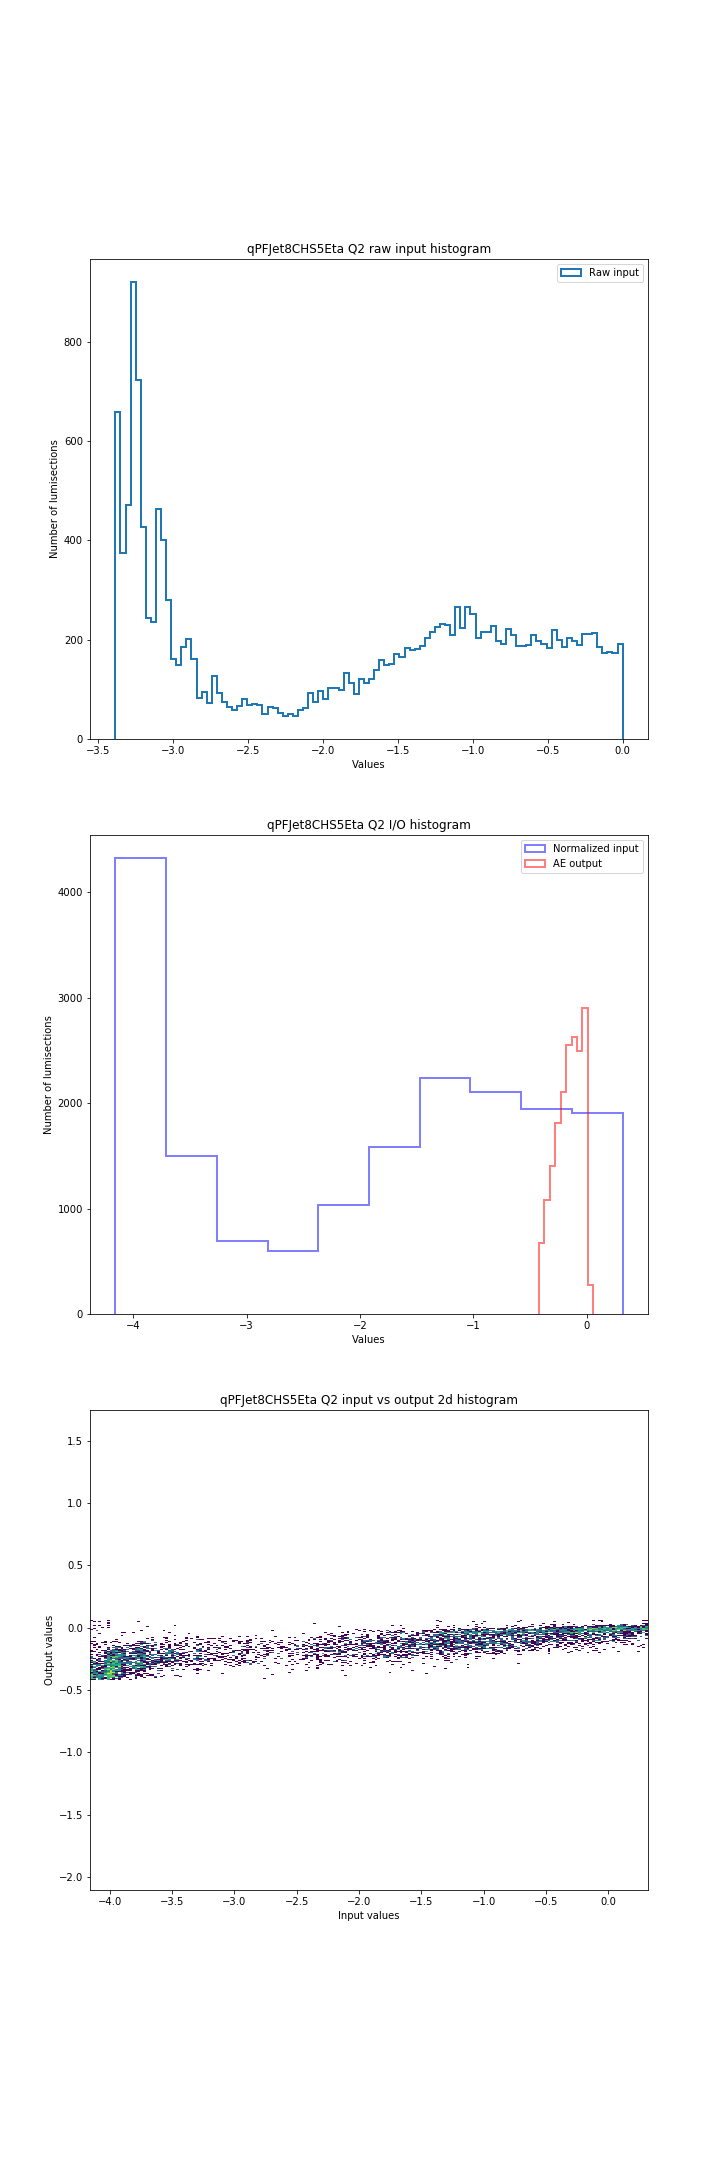 qPFJet8CHS5Eta Q2 raw input histogram
Raw input
800
600
400
200
0
Number of lumisections
−3.5 −3.0 −2.5 −2.0 −1.5 −1.0 −0.5 0.0
Values
qPFJet8CHS5Eta Q2 I/O histogram
Normalized input
AE output
4000
3000
2000
1000
0
Number of lumisections
−4 −3 −2 −1 0
Values
qPFJet8CHS5Eta Q2 input vs output 2d histogram
1.5
1.0
0.5
0.0
−0.5
−1.0
−1.5
−2.0
Output values
−4.0 −3.5 −3.0 −2.5 −2.0 −1.5 −1.0 −0.5 0.0
Input values